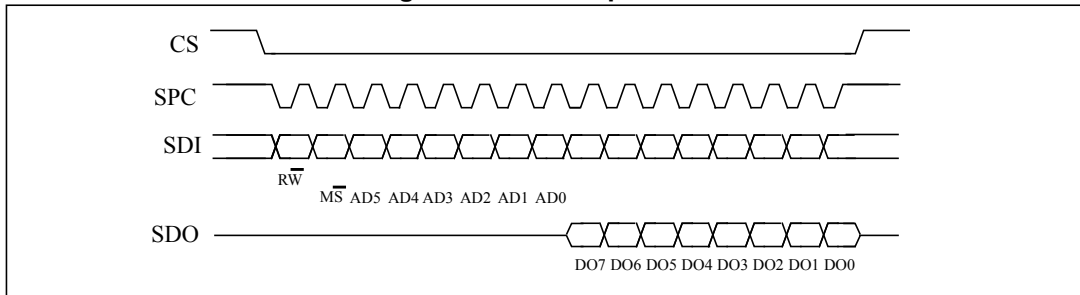 CS
SPC
SDI
RW̅
MS̅ AD5 AD4 AD3 AD2 AD1 AD0
SDO
DO7 DO6 DO5 DO4 DO3 DO2 DO1 DO0